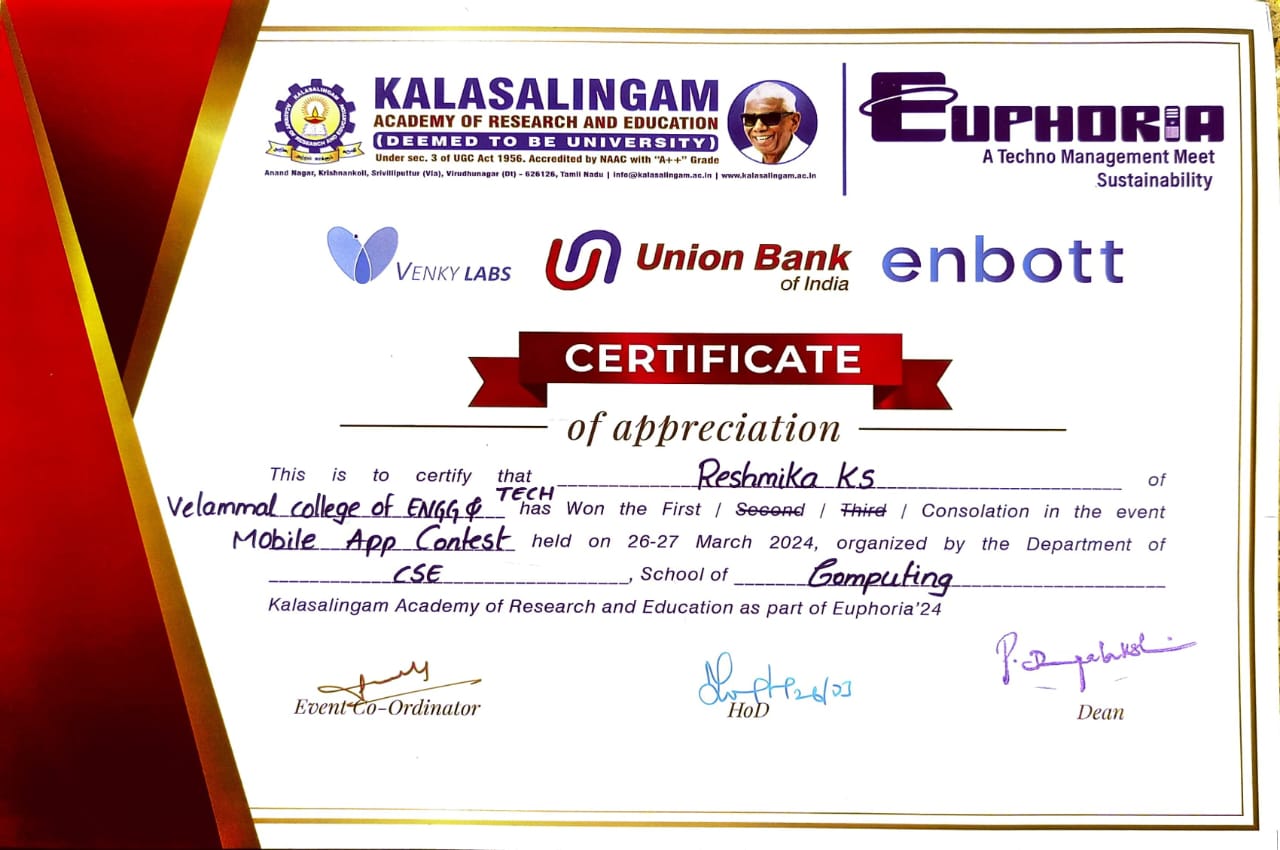 KALASALINGAM
ACADEMY OF RESEARCH AND EDUCATION
(DEEMED TO BE UNIVERSITY)
Under sec. 3 of UGC Act 1956. Accredited by NAAC with "A++" Grade
Anand Nagar, Krishnankoil, Srivilliputtur (Via), Virudhunagar (Dt) - 626126, Tamil Nadu | info@kalasalingam.ac.in | www.kalasalingam.ac.in
EUPHORIA
A Techno Management Meet
Sustainability
VENKY LABS
Union Bank
of India
enbott
CERTIFICATE
of appreciation
This is to certify that Reshmika K.S of
Velammal college of ENGG & TECH has Won the First / Second / Third / Consolation in the event
Mobile App Contest held on 26-27 March 2024, organized by the Department of
CSE, School of Computing
Kalasalingam Academy of Research and Education as part of Euphoria'24
Event Co-Ordinator
HoD
Dean